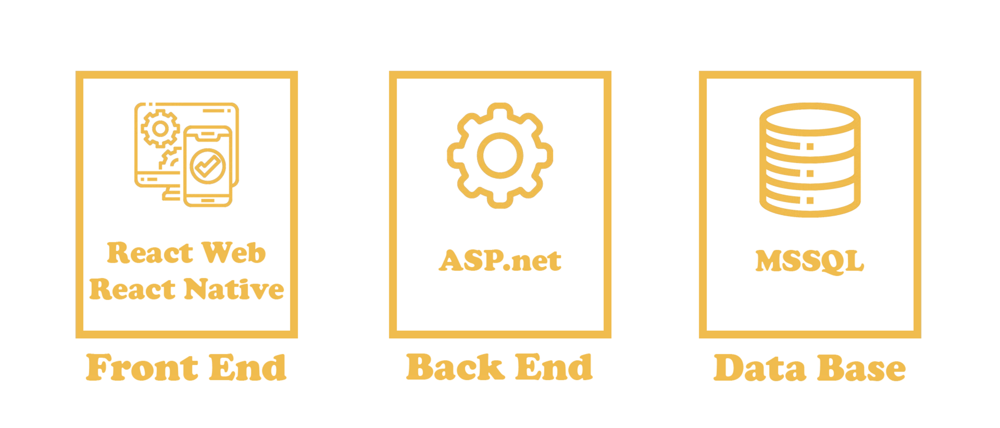 React Web
React Native
Front End
ASP.net
Back End
MSSQL
Data Base